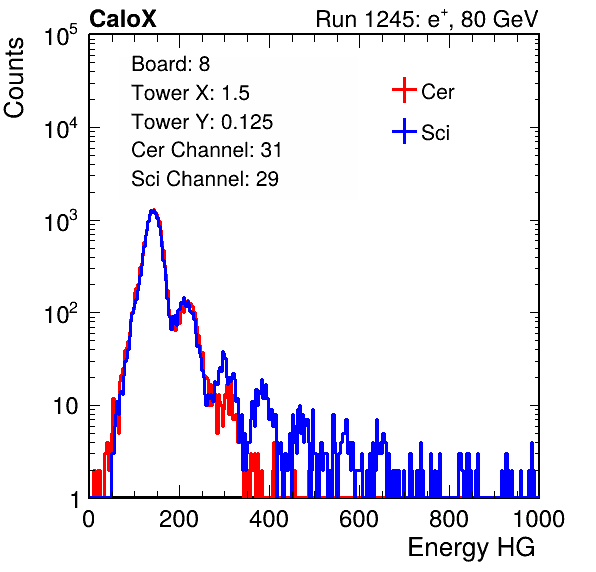 CaloX Run 1245: e⁺, 80 GeV
Counts
10⁵
10⁴
10³
10²
10
1
Board: 8
Tower X: 1.5
Tower Y: 0.125
Cer Channel: 31
Sci Channel: 29
Cer
Sci
0 200 400 600 800 1000
Energy HG